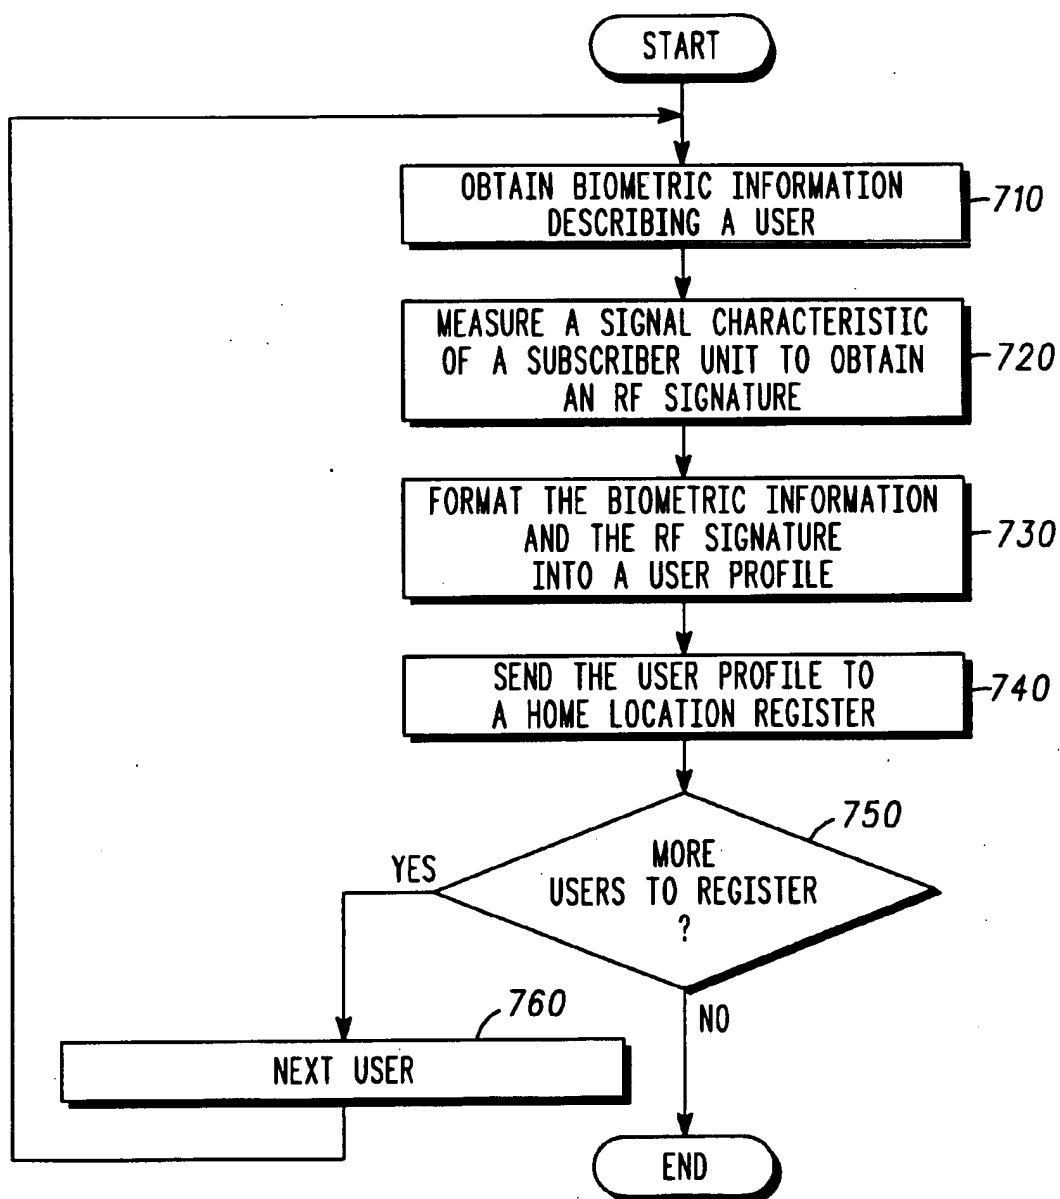 START
OBTAIN BIOMETRIC INFORMATION
DESCRIBING A USER
710
MEASURE A SIGNAL CHARACTERISTIC
OF A SUBSCRIBER UNIT TO OBTAIN
AN RF SIGNATURE
720
FORMAT THE BIOMETRIC INFORMATION
AND THE RF SIGNATURE
INTO A USER PROFILE
730
SEND THE USER PROFILE TO
A HOME LOCATION REGISTER
740
750
MORE
USERS TO REGISTER
?
YES
NO
760
NEXT USER
END